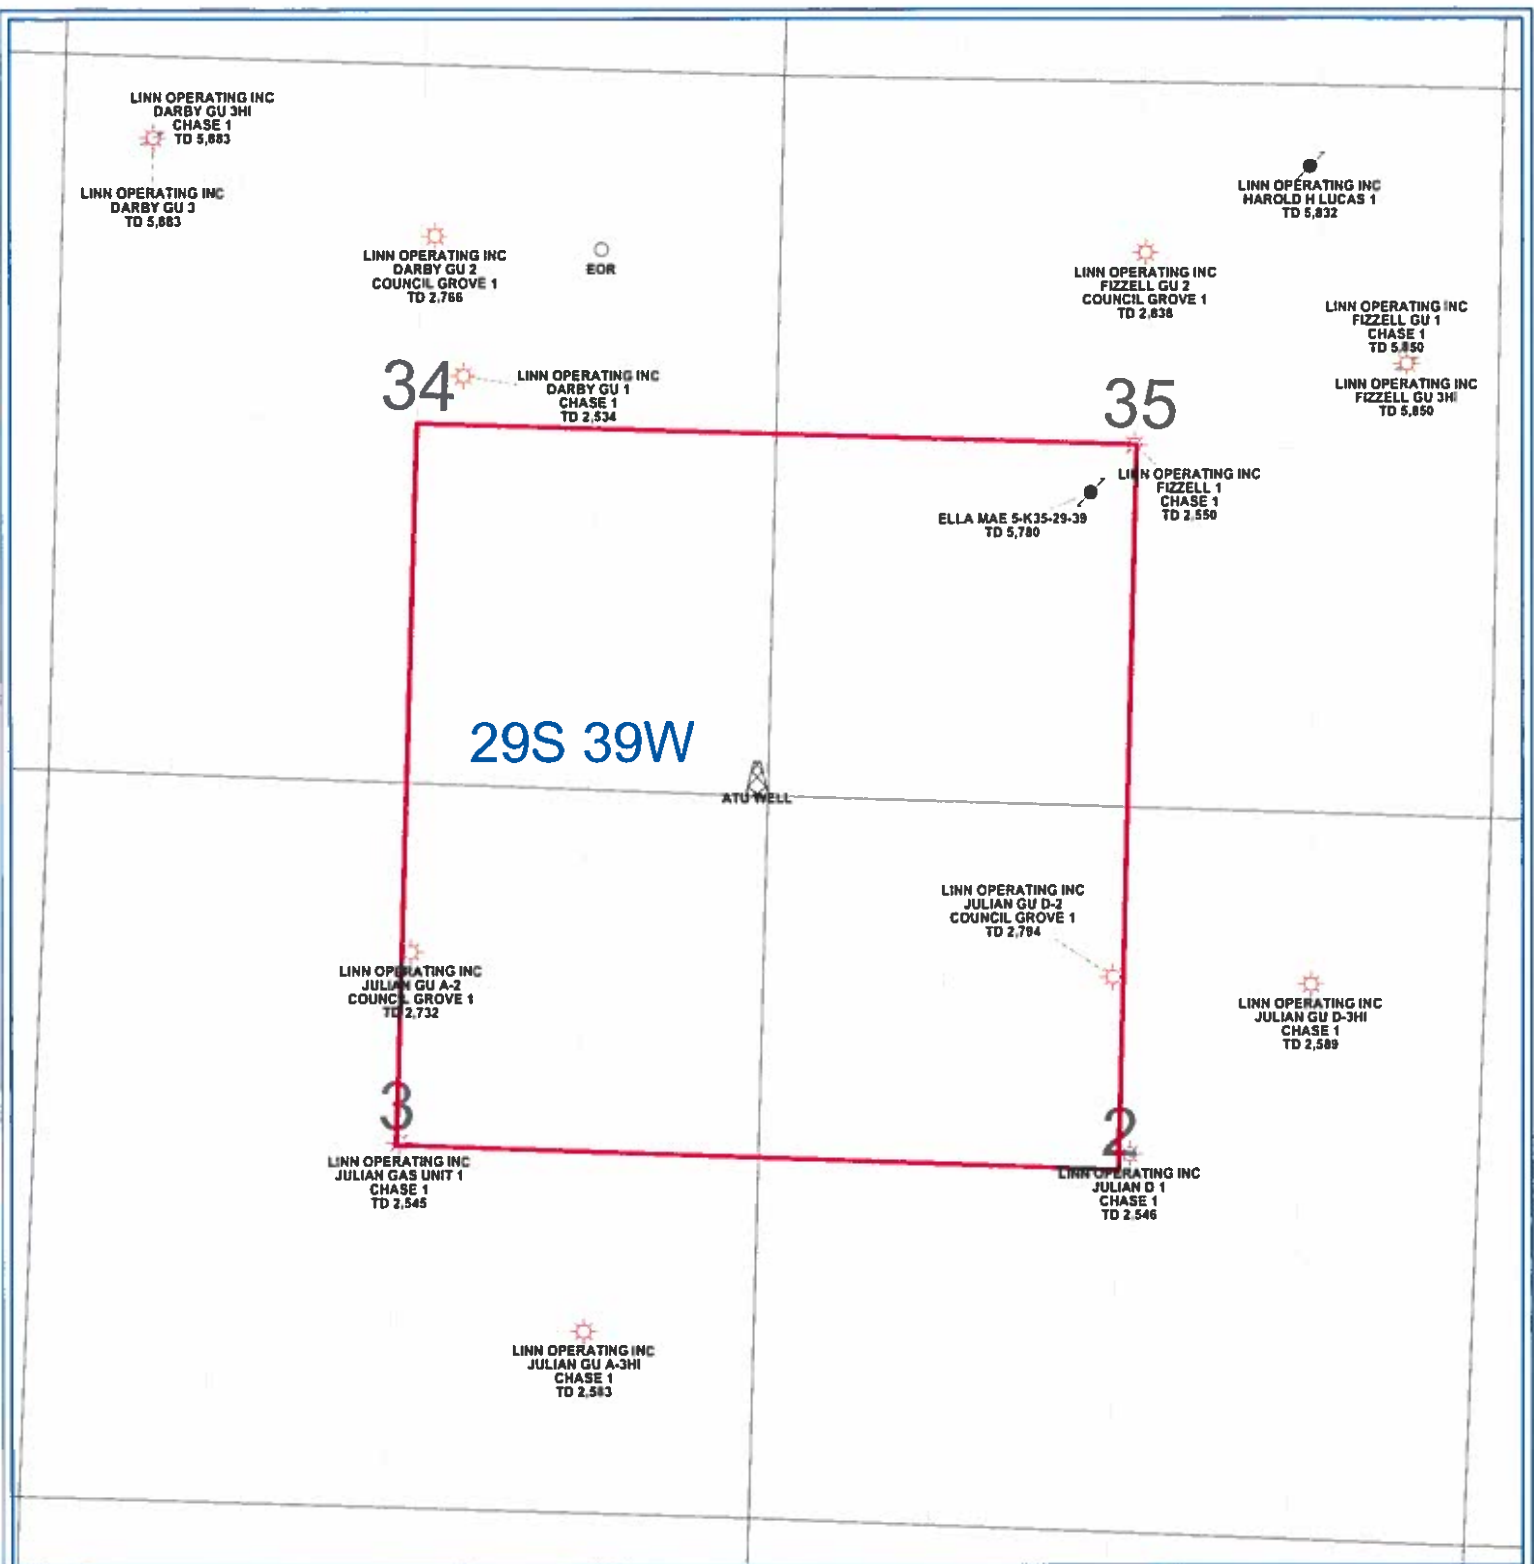 LINN OPERATING INC
DARBY GU 3HI
CHASE 1
TD 5,883
LINN OPERATING INC
DARBY GU 3
TD 5,883
LINN OPERATING INC
DARBY GU 2
COUNCIL GROVE 1
TD 2,766
EOR
LINN OPERATING INC
HAROLD H LUCAS 1
TD 5,832
LINN OPERATING INC
FIZZELL GU 2
COUNCIL GROVE 1
TD 2,838
LINN OPERATING INC
FIZZELL GU 1
CHASE 1
TD 5,850
LINN OPERATING INC
FIZZELL GU 3HI
TD 5,850
34
LINN OPERATING INC
DARBY GU 1
CHASE 1
TD 2,534
35
LINN OPERATING INC
FIZZELL 1
CHASE 1
TD 2,550
ELLA MAE 5-K35-29-39
TD 5,780
29S 39W
ATU WELL
LINN OPERATING INC
JULIAN GU D-2
COUNCIL GROVE 1
TD 2,794
LINN OPERATING INC
JULIAN GU A-2
COUNCIL GROVE 1
TD 2,732
LINN OPERATING INC
JULIAN GU D-3HI
CHASE 1
TD 2,589
3
LINN OPERATING INC
JULIAN GAS UNIT 1
CHASE 1
TD 2,545
2
LINN OPERATING INC
JULIAN D 1
CHASE 1
TD 2,546
LINN OPERATING INC
JULIAN GU A-3HI
CHASE 1
TD 2,583